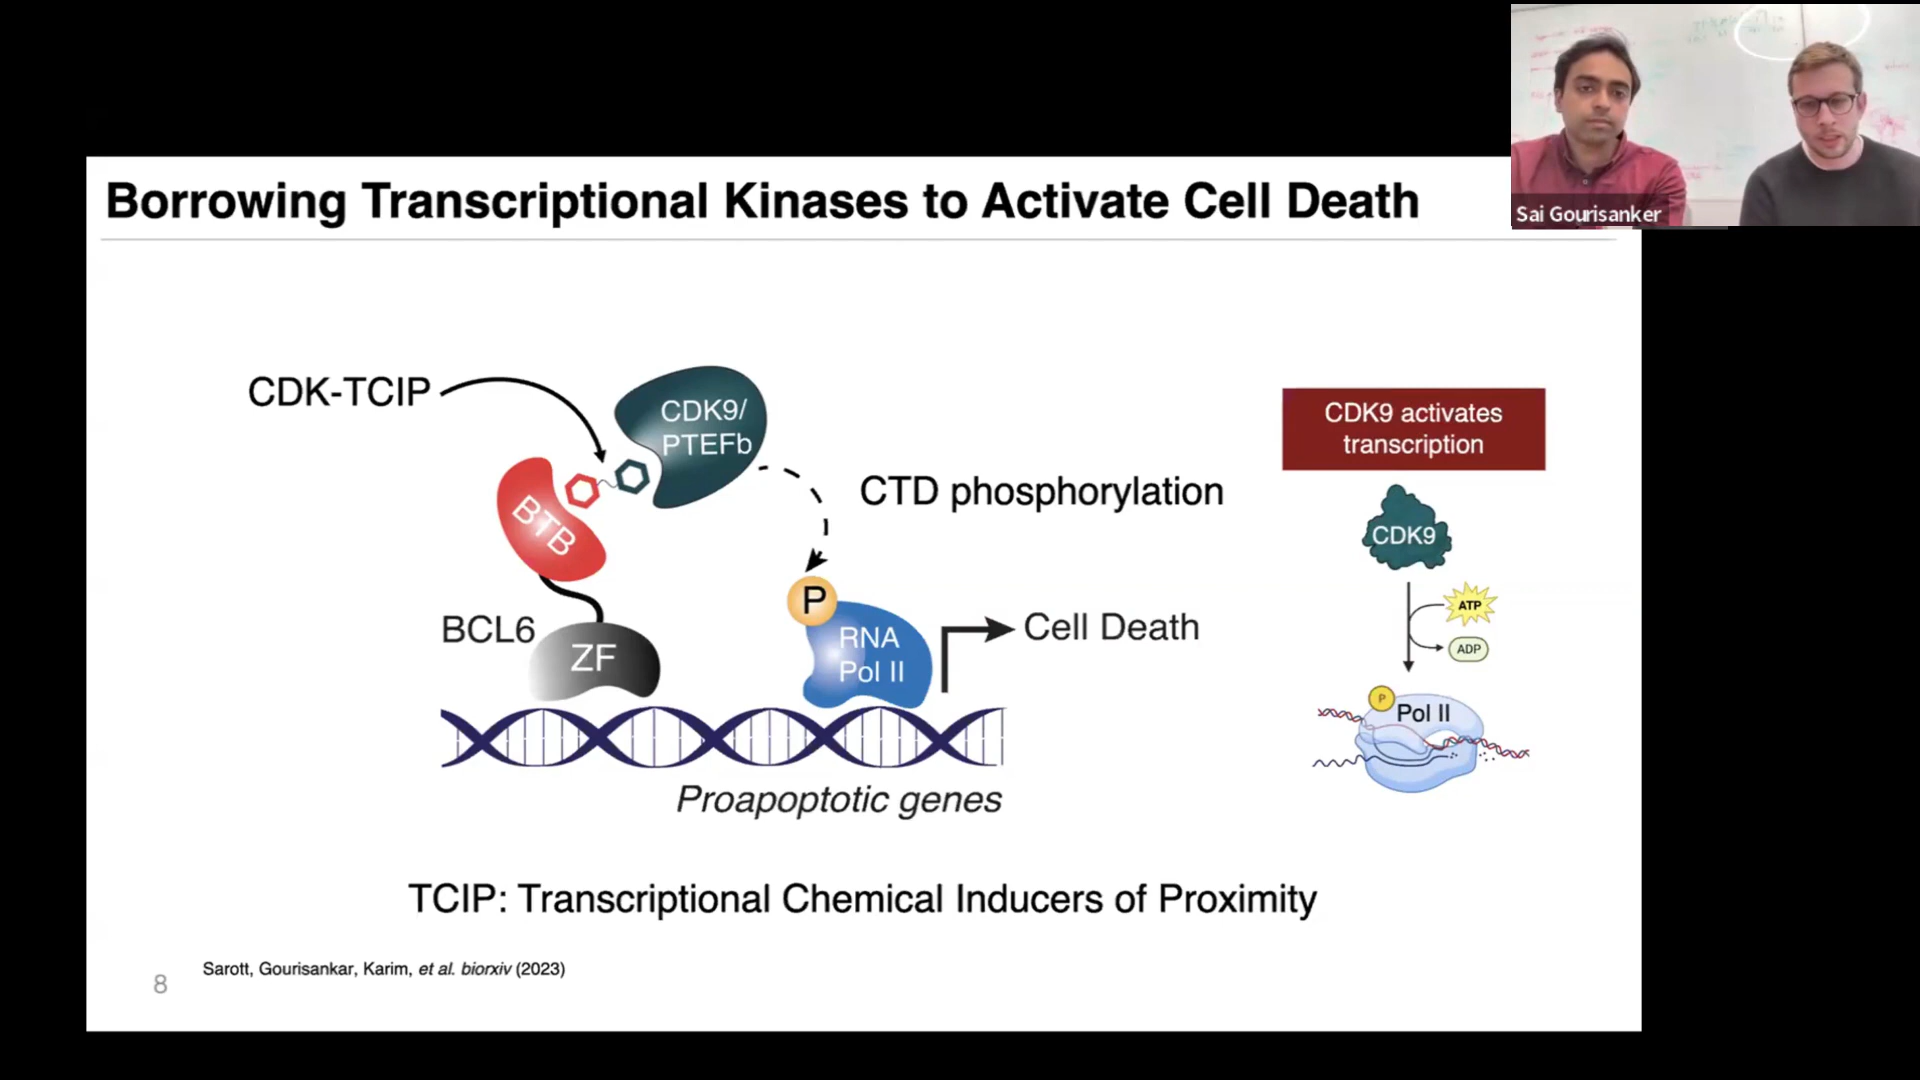 Sai Gourisanker
Borrowing Transcriptional Kinases to Activate Cell Death
CDK-TCIP
CDK9/
PTEFb
BTB
CTD phosphorylation
P
BCL6
ZF
RNA
Pol II
Cell Death
Proapoptotic genes
CDK9 activates
transcription
CDK9
ATP
ADP
P
Pol II
TCIP: Transcriptional Chemical Inducers of Proximity
Sarott, Gourisankar, Karim, et al. biorxiv (2023)
8